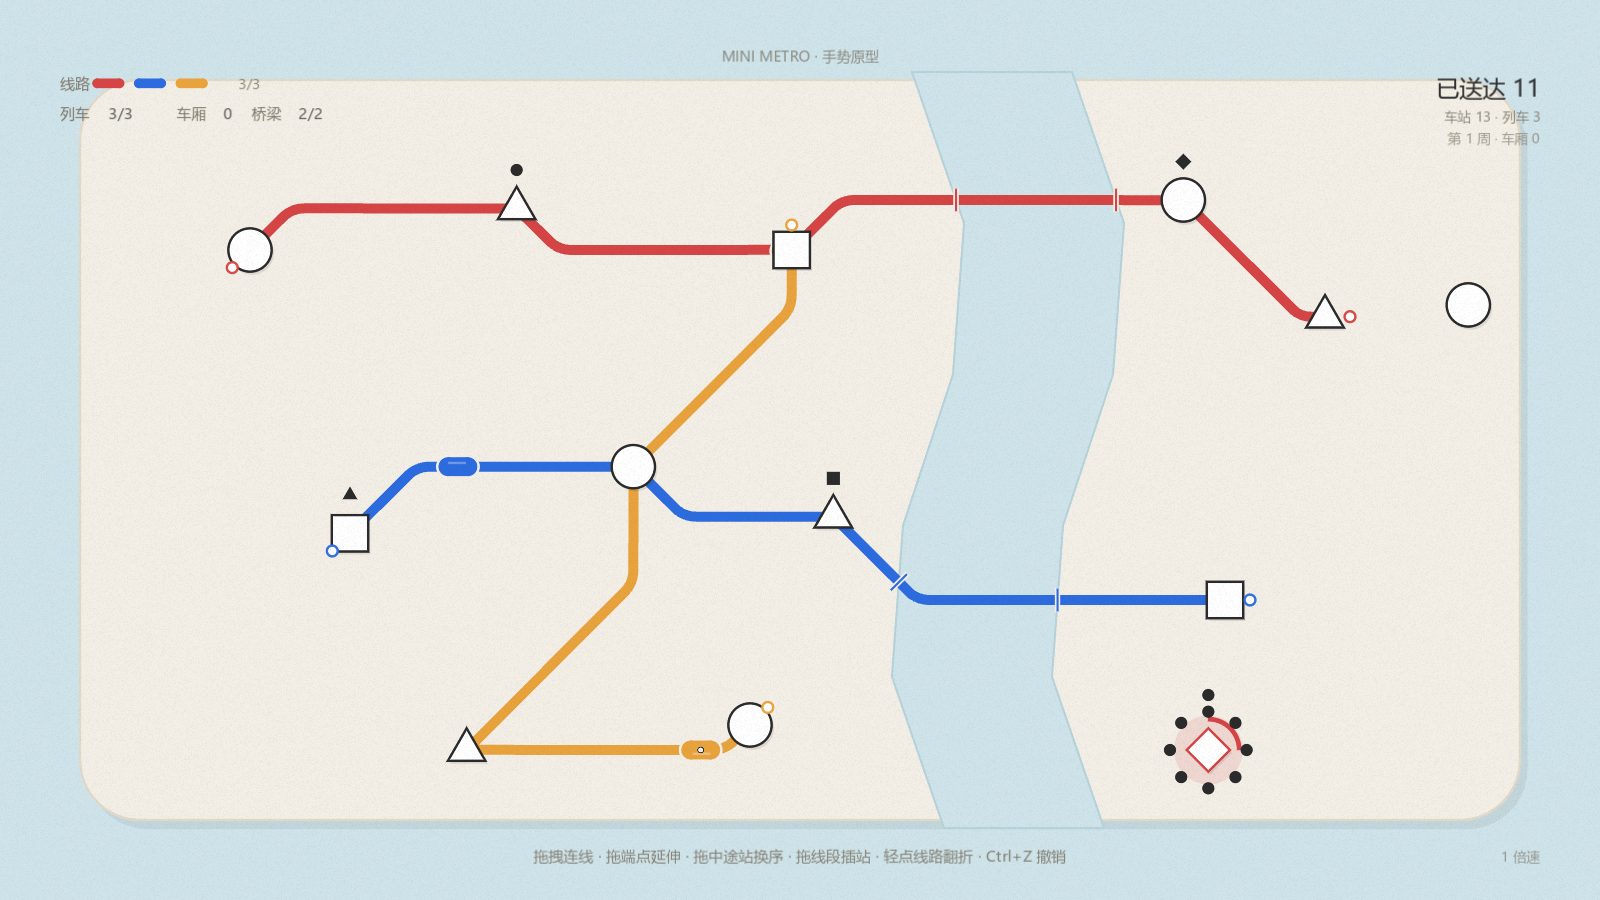 MINI METRO · 手势原型
线路 3/3
列车 3/3 车厢 0 桥梁 2/2
已送达 11
车站 13 · 列车 3
第 1 周 · 车厢 0
拖拽连线 · 拖端点延伸 · 拖中途站换序 · 拖线段插站 · 轻点线路翻折 · Ctrl+Z 撤销
1 倍速